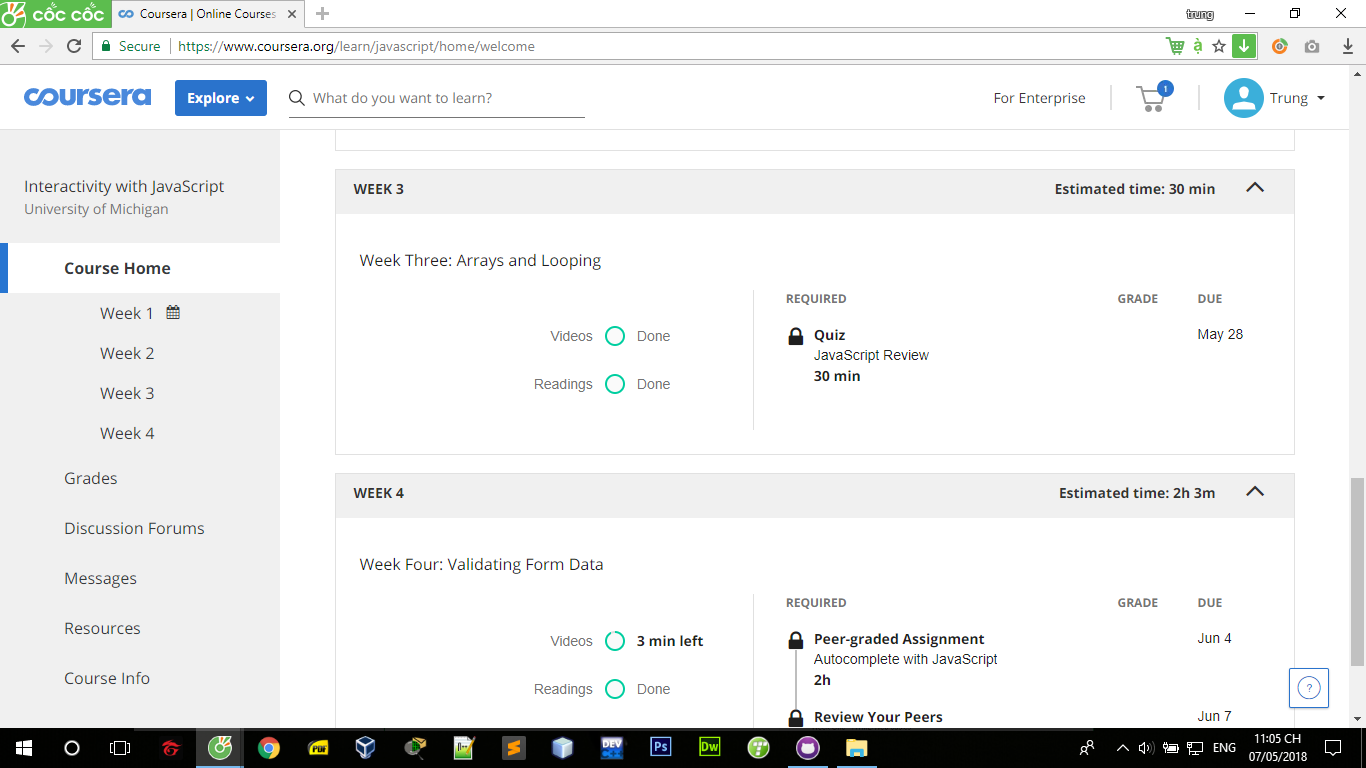 cốc cốc
Coursera | Online Courses
trung
Secure
https://www.coursera.org/learn/javascript/home/welcome
coursera
Explore
What do you want to learn?
For Enterprise
1
Trung
Interactivity with JavaScript
University of Michigan
Course Home
Week 1
Week 2
Week 3
Week 4
Grades
Discussion Forums
Messages
Resources
Course Info
WEEK 3
Estimated time: 30 min
Week Three: Arrays and Looping
Videos Done
Readings Done
REQUIRED GRADE DUE
Quiz May 28
JavaScript Review
30 min
WEEK 4
Estimated time: 2h 3m
Week Four: Validating Form Data
Videos 3 min left
Readings Done
REQUIRED GRADE DUE
Peer-graded Assignment Jun 4
Autocomplete with JavaScript
2h
Review Your Peers Jun 7
?
PDF
DEV
Ps
Dw
ENG
11:05 CH
07/05/2018